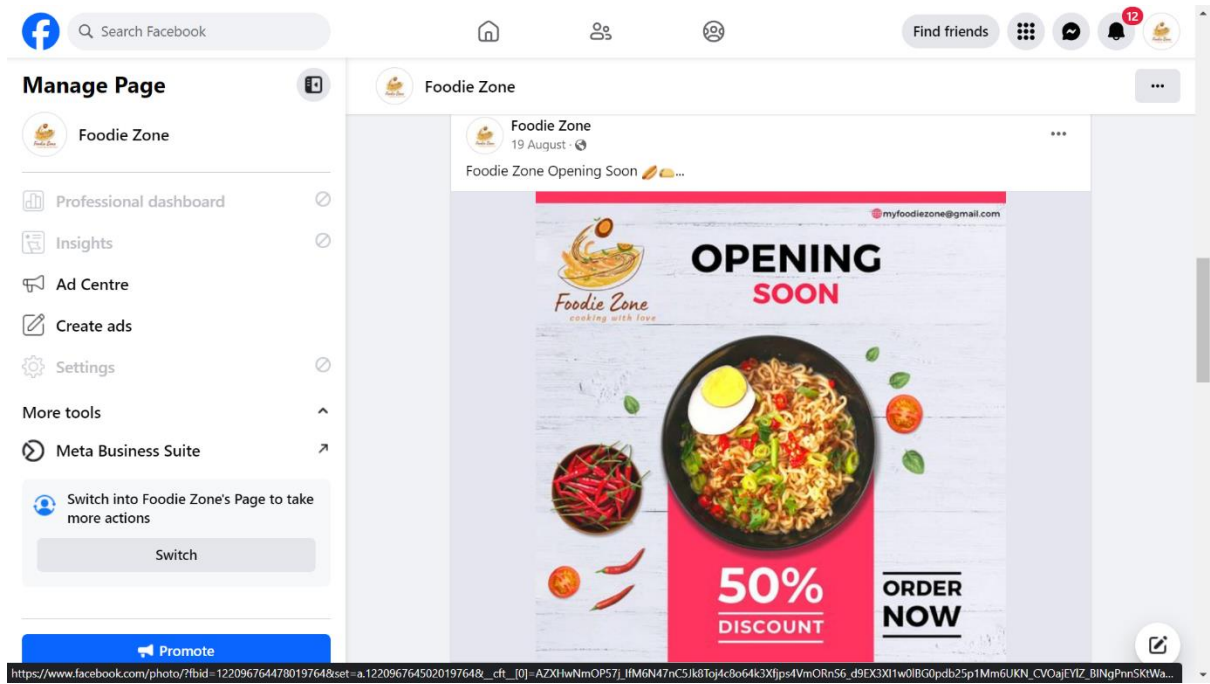 Search Facebook
Find friends
12
Manage Page
Foodie Zone
Professional dashboard
Insights
Ad Centre
Create ads
Settings
More tools
Meta Business Suite
Switch into Foodie Zone's Page to take
more actions
Switch
Promote
Foodie Zone
Foodie Zone
19 August
Foodie Zone Opening Soon 🌭🌮...
myfoodiezone@gmail.com
Foodie Zone
cooking with love
OPENING
SOON
50%
DISCOUNT
ORDER
NOW